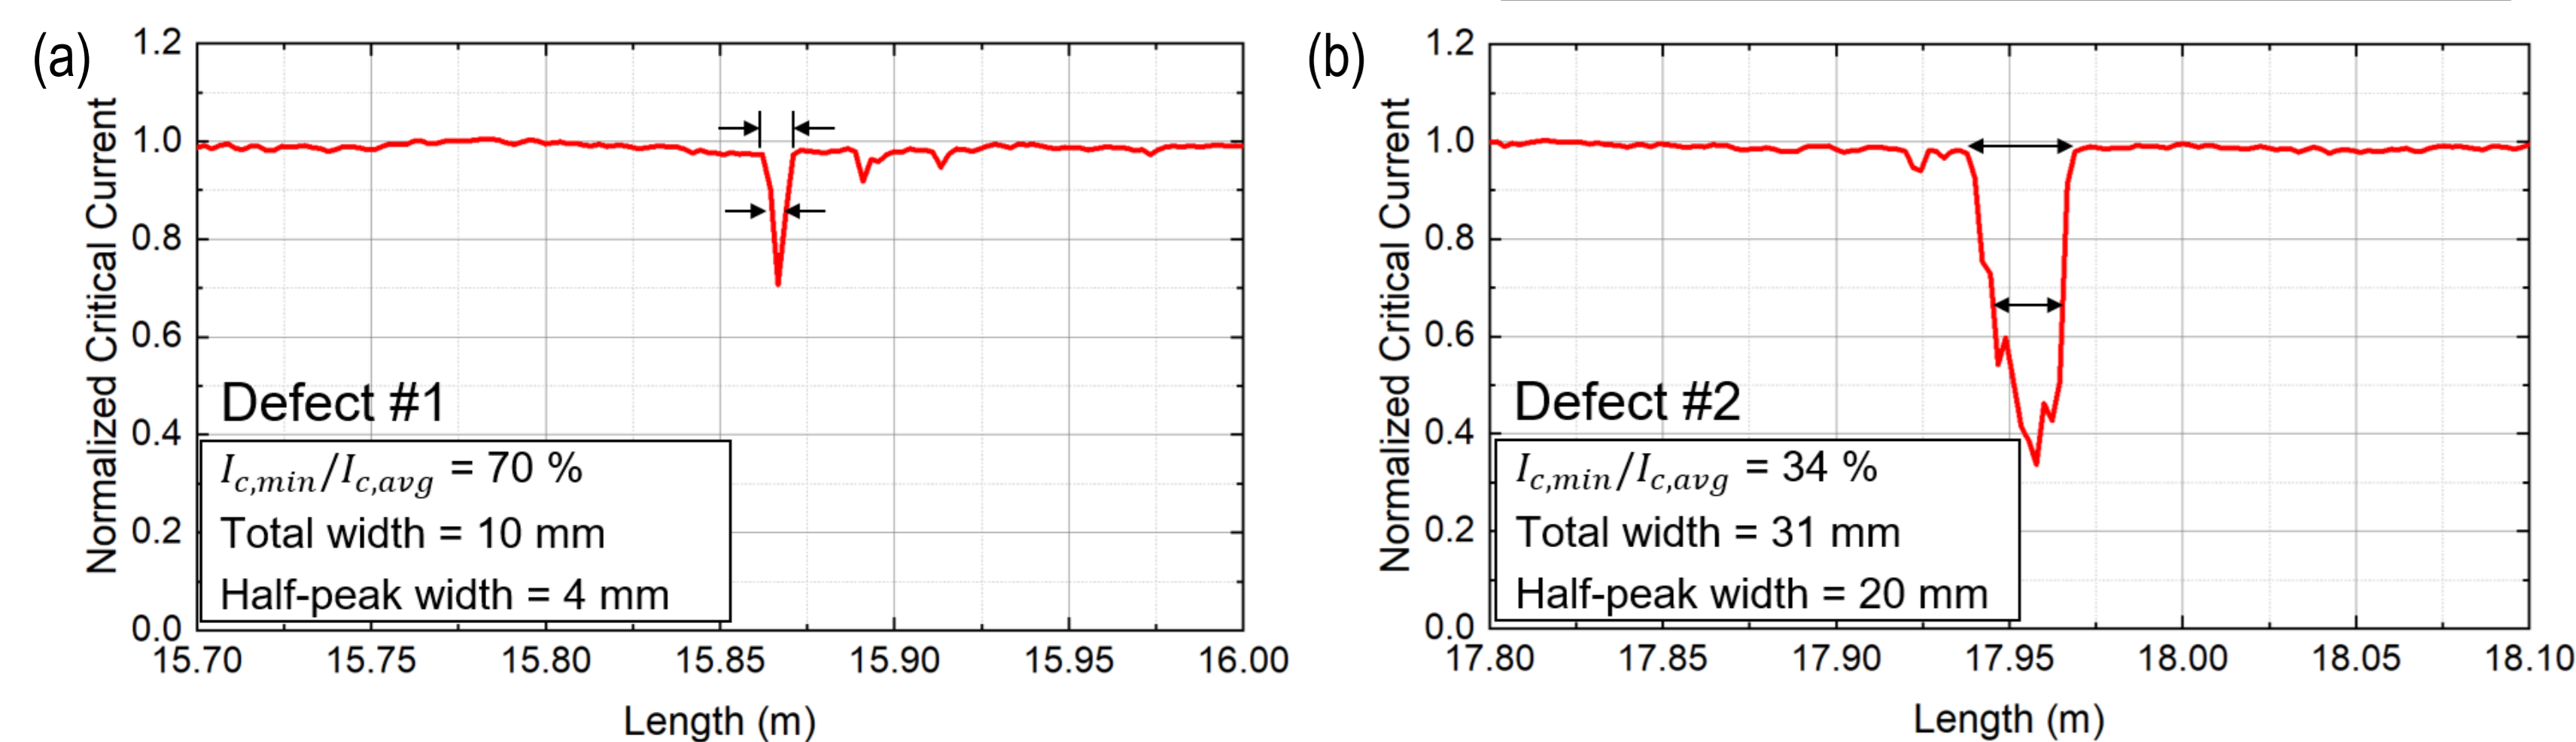 (a)
Normalized Critical Current
1.2
1.0
0.8
0.6
0.4
0.2
0.0
Defect #1
I_{c,min}/I_{c,avg} = 70 %
Total width = 10 mm
Half-peak width = 4 mm
15.70 15.75 15.80 15.85 15.90 15.95 16.00
Length (m)
(b)
Normalized Critical Current
1.2
1.0
0.8
0.6
0.4
0.2
0.0
Defect #2
I_{c,min}/I_{c,avg} = 34 %
Total width = 31 mm
Half-peak width = 20 mm
17.80 17.85 17.90 17.95 18.00 18.05 18.10
Length (m)